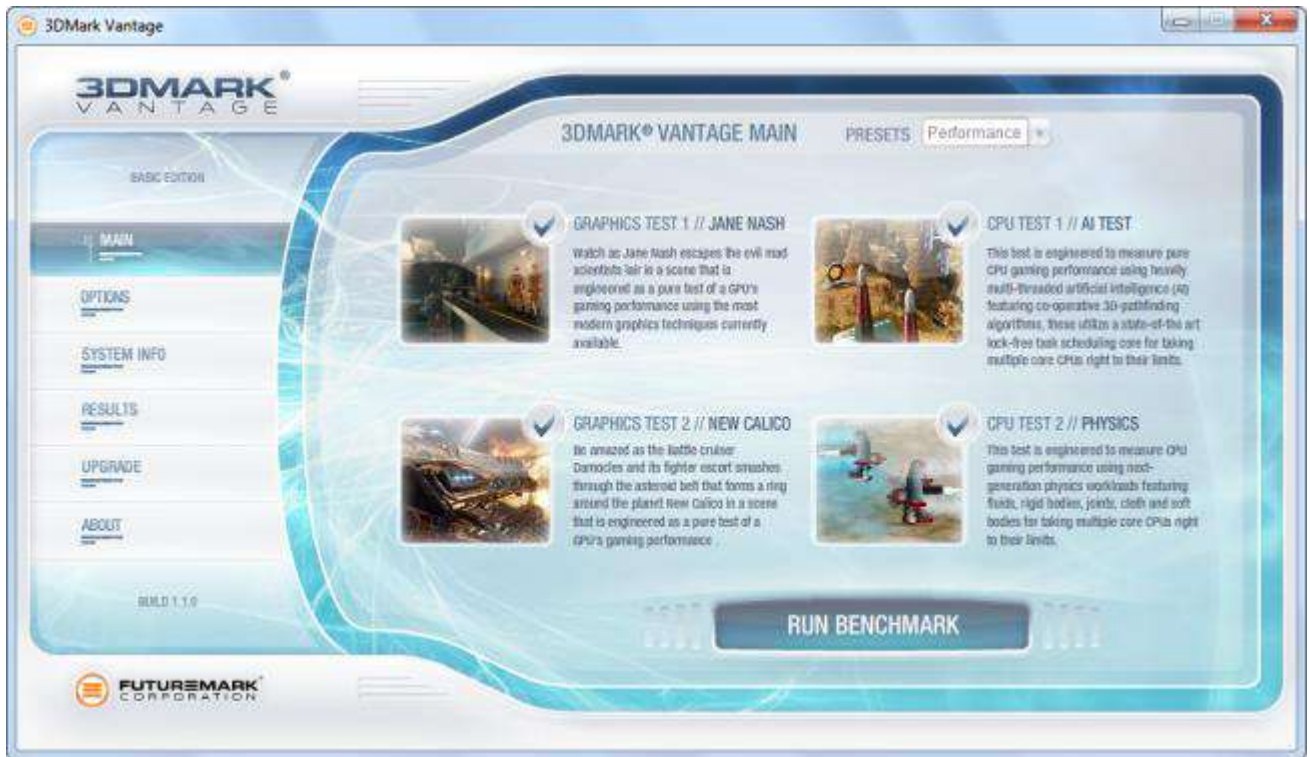 3DMark Vantage
3DMARK®
VANTAGE
3DMARK® VANTAGE MAIN
PRESETS Performance
BASIC EDITION
MAIN
OPTIONS
SYSTEM INFO
RESULTS
UPGRADE
ABOUT
BUILD 1.1.0
GRAPHICS TEST 1 // JANE NASH
Watch as Jane Nash escapes the evil mad
scientists lair in a scene that is
engineered as a pure test of a GPU's
gaming performance using the most
modern graphics techniques currently
available.
CPU TEST 1 // AI TEST
This test is engineered to measure pure
CPU gaming performance using heavily
multi-threaded artificial intelligence (AI)
featuring co-operative 3D-pathfinding
algorithms, these utilize a state-of-the art
lock-free task scheduling core for taking
multiple core CPUs right to their limits.
GRAPHICS TEST 2 // NEW CALICO
Be amazed as the Battle cruiser
Damocles and its fighter escort smashes
through the asteroid belt that forms a ring
around the planet New Calico in a scene
that is engineered as a pure test of a
GPU's gaming performance .
CPU TEST 2 // PHYSICS
This test is engineered to measure CPU
gaming performance using next-
generation physics workloads featuring
fluids, rigid bodies, joints, cloth and soft
bodies for taking multiple core CPUs right
to their limits.
RUN BENCHMARK
FUTUREMARK
CORPORATION